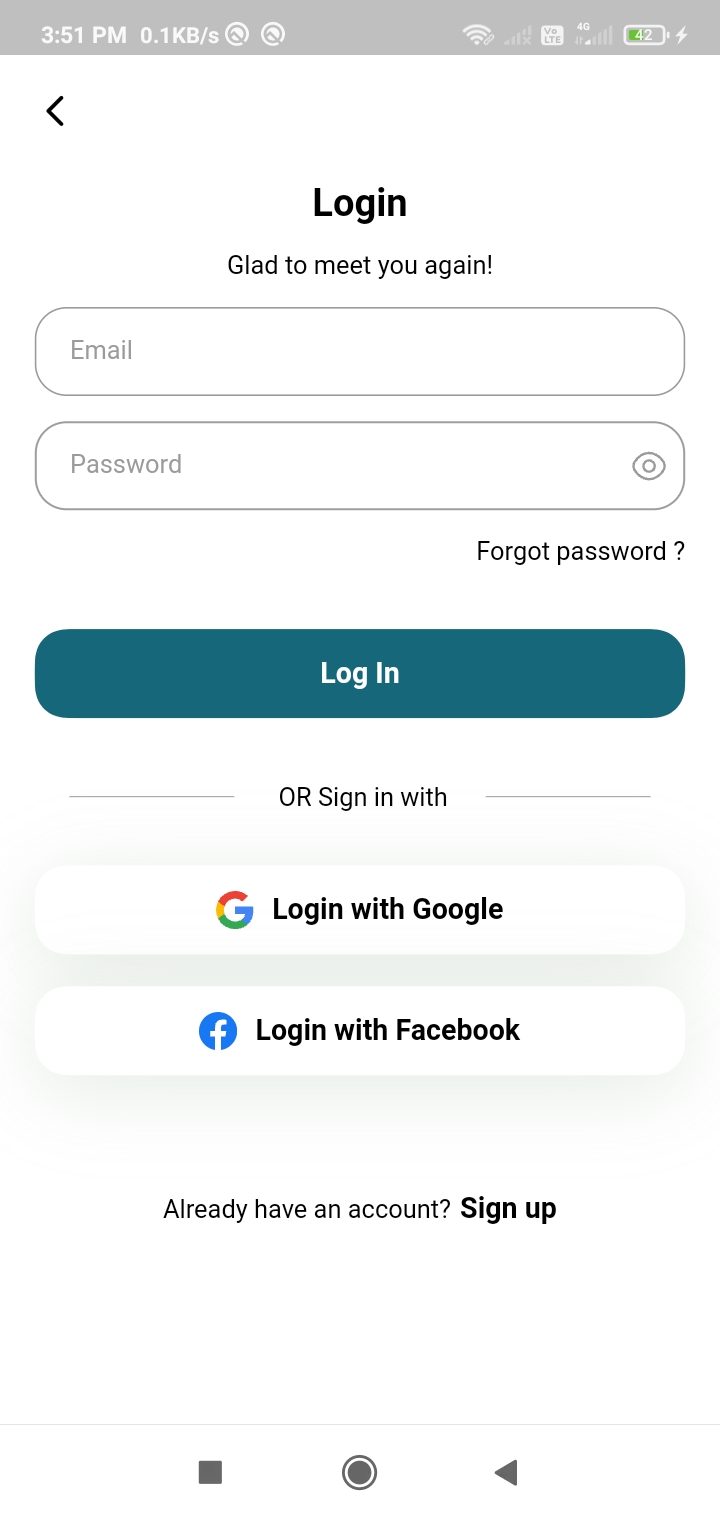 3:51 PM 0.1KB/s Vo LTE 4G 42
Login
Glad to meet you again!
Email
Password
Forgot password ?
Log In
OR Sign in with
Login with Google
Login with Facebook
Already have an account? Sign up